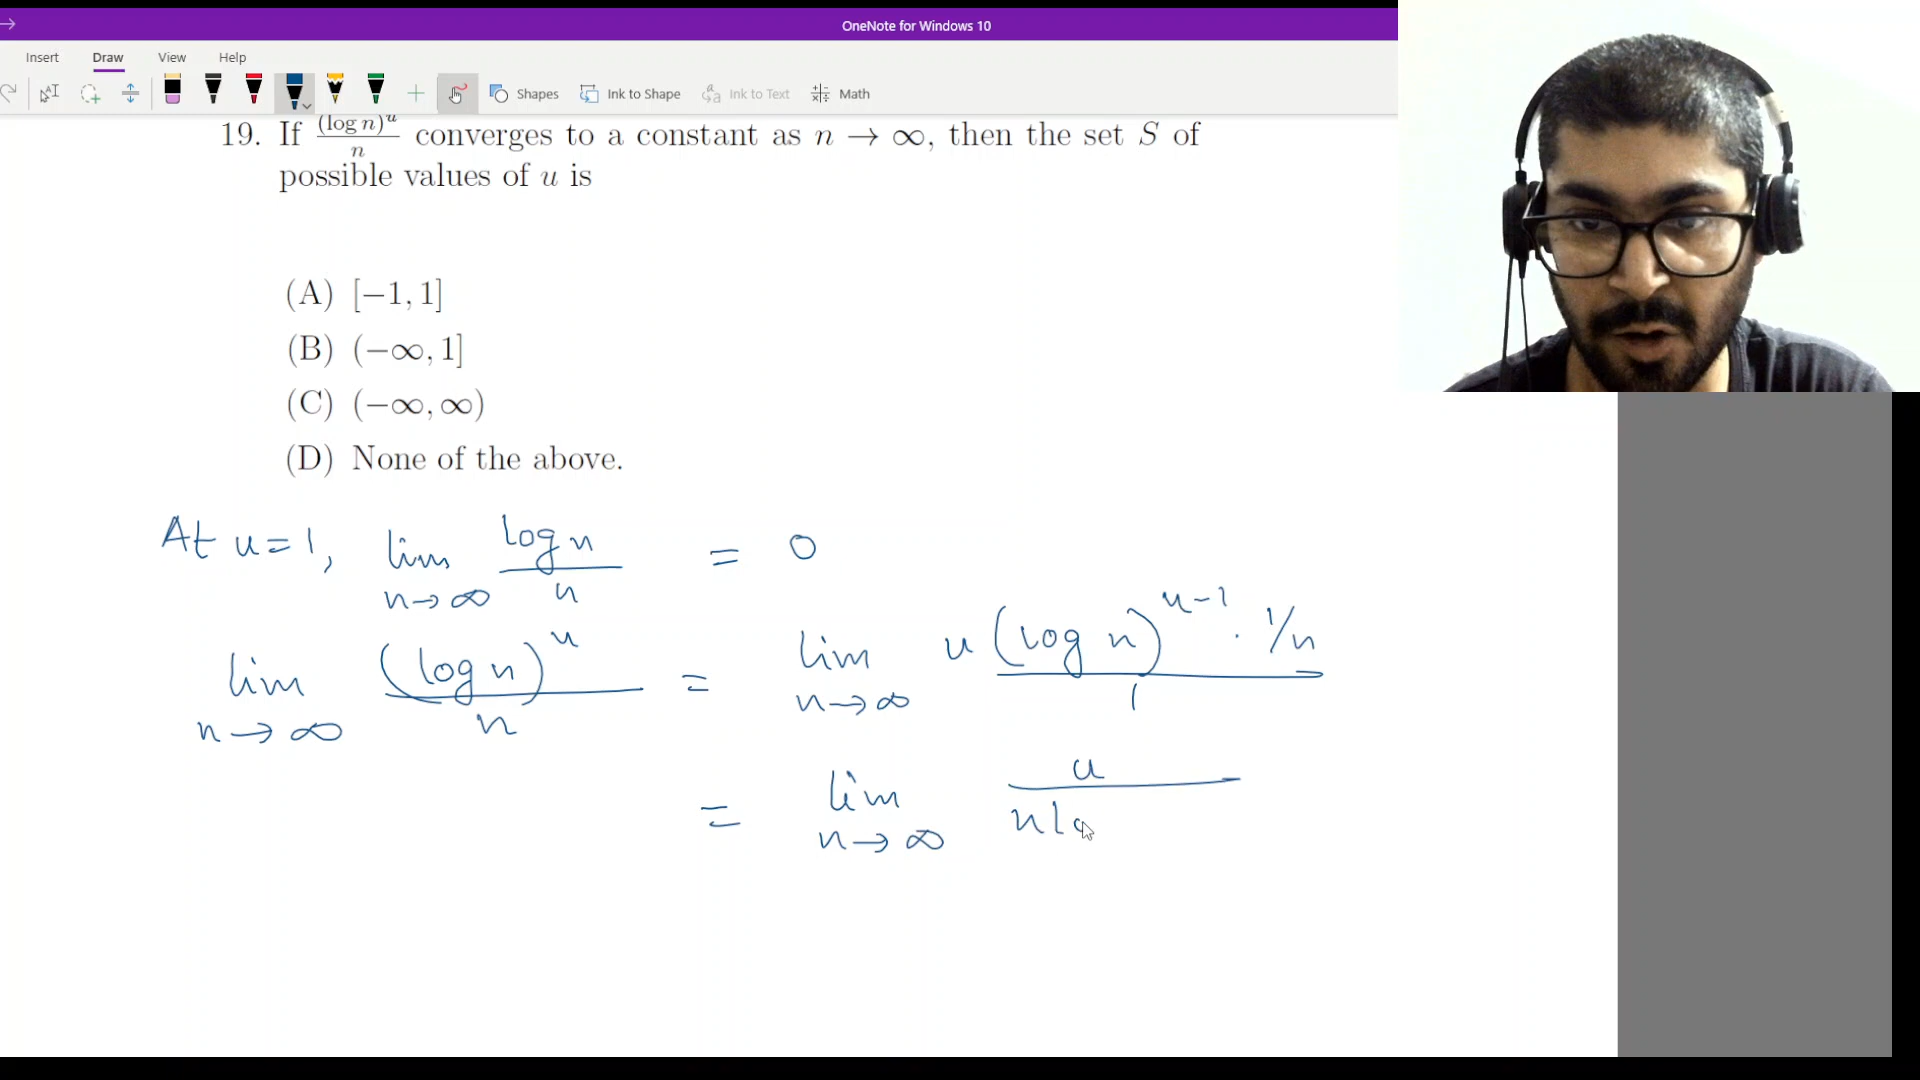 OneNote for Windows 10
Insert Draw View Help
Shapes Ink to Shape Ink to Text Math
19. If (log n)^u / n converges to a constant as n → ∞, then the set S of
possible values of u is
(A) [−1, 1]
(B) (−∞, 1]
(C) (−∞, ∞)
(D) None of the above.
At u = 1, lim n→∞ log n / n = 0
lim n→∞ (log n)^u / n = lim n→∞ u (log n)^{u-1} · 1/n / 1
= lim n→∞ u / n l